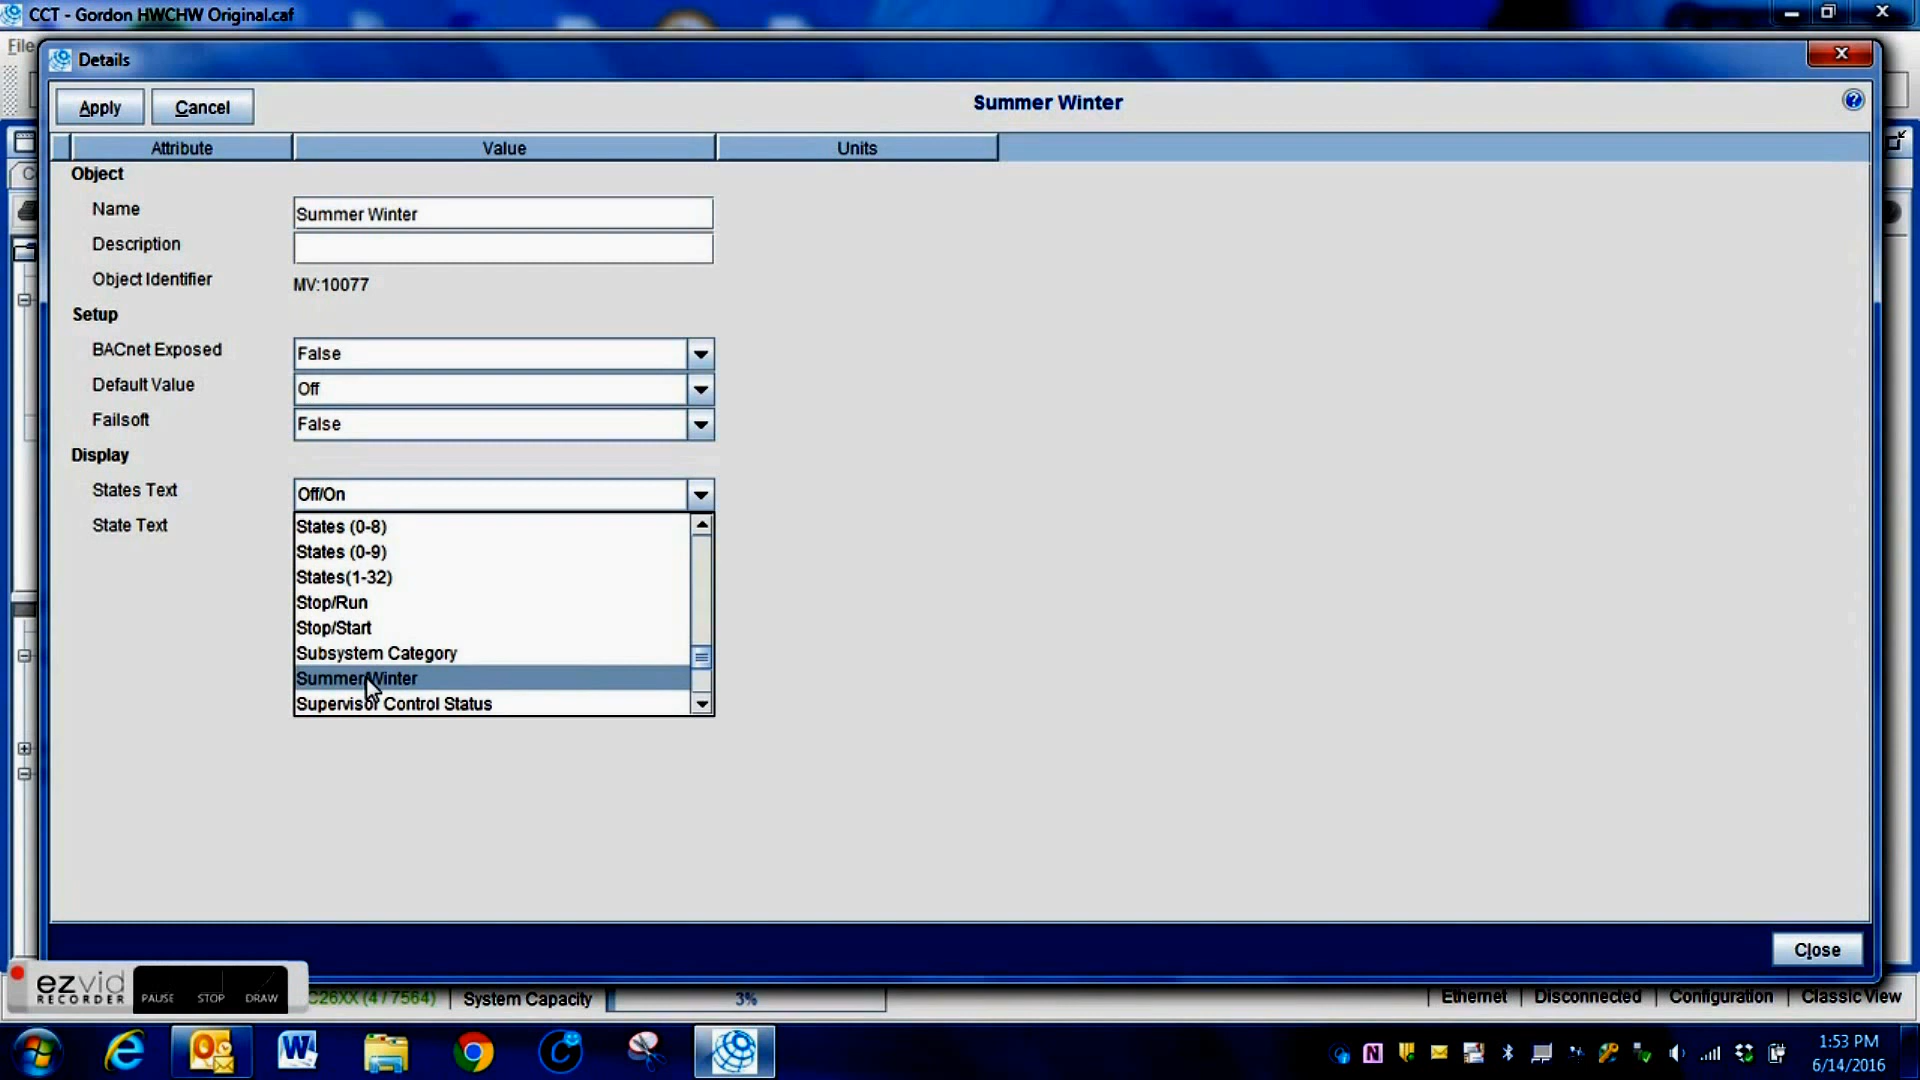 CCT - Gordon HWCHW Original.caf
File
Details
Apply
Cancel
Summer Winter
Attribute
Value
Units
Object
Name
Summer Winter
Description
Object Identifier
MV:10077
Setup
BACnet Exposed
False
Default Value
Off
Failsoft
False
Display
States Text
Off/On
State Text
States (0-8)
States (0-9)
States(1-32)
Stop/Run
Stop/Start
Subsystem Category
Summer/Winter
Supervisor Control Status
Close
ezvid
RECORDER
PAUSE
STOP
DRAW
C26XX (4 / 7564)
System Capacity
3%
Ethernet
Disconnected
Configuration
Classic View
1:53 PM
6/14/2016